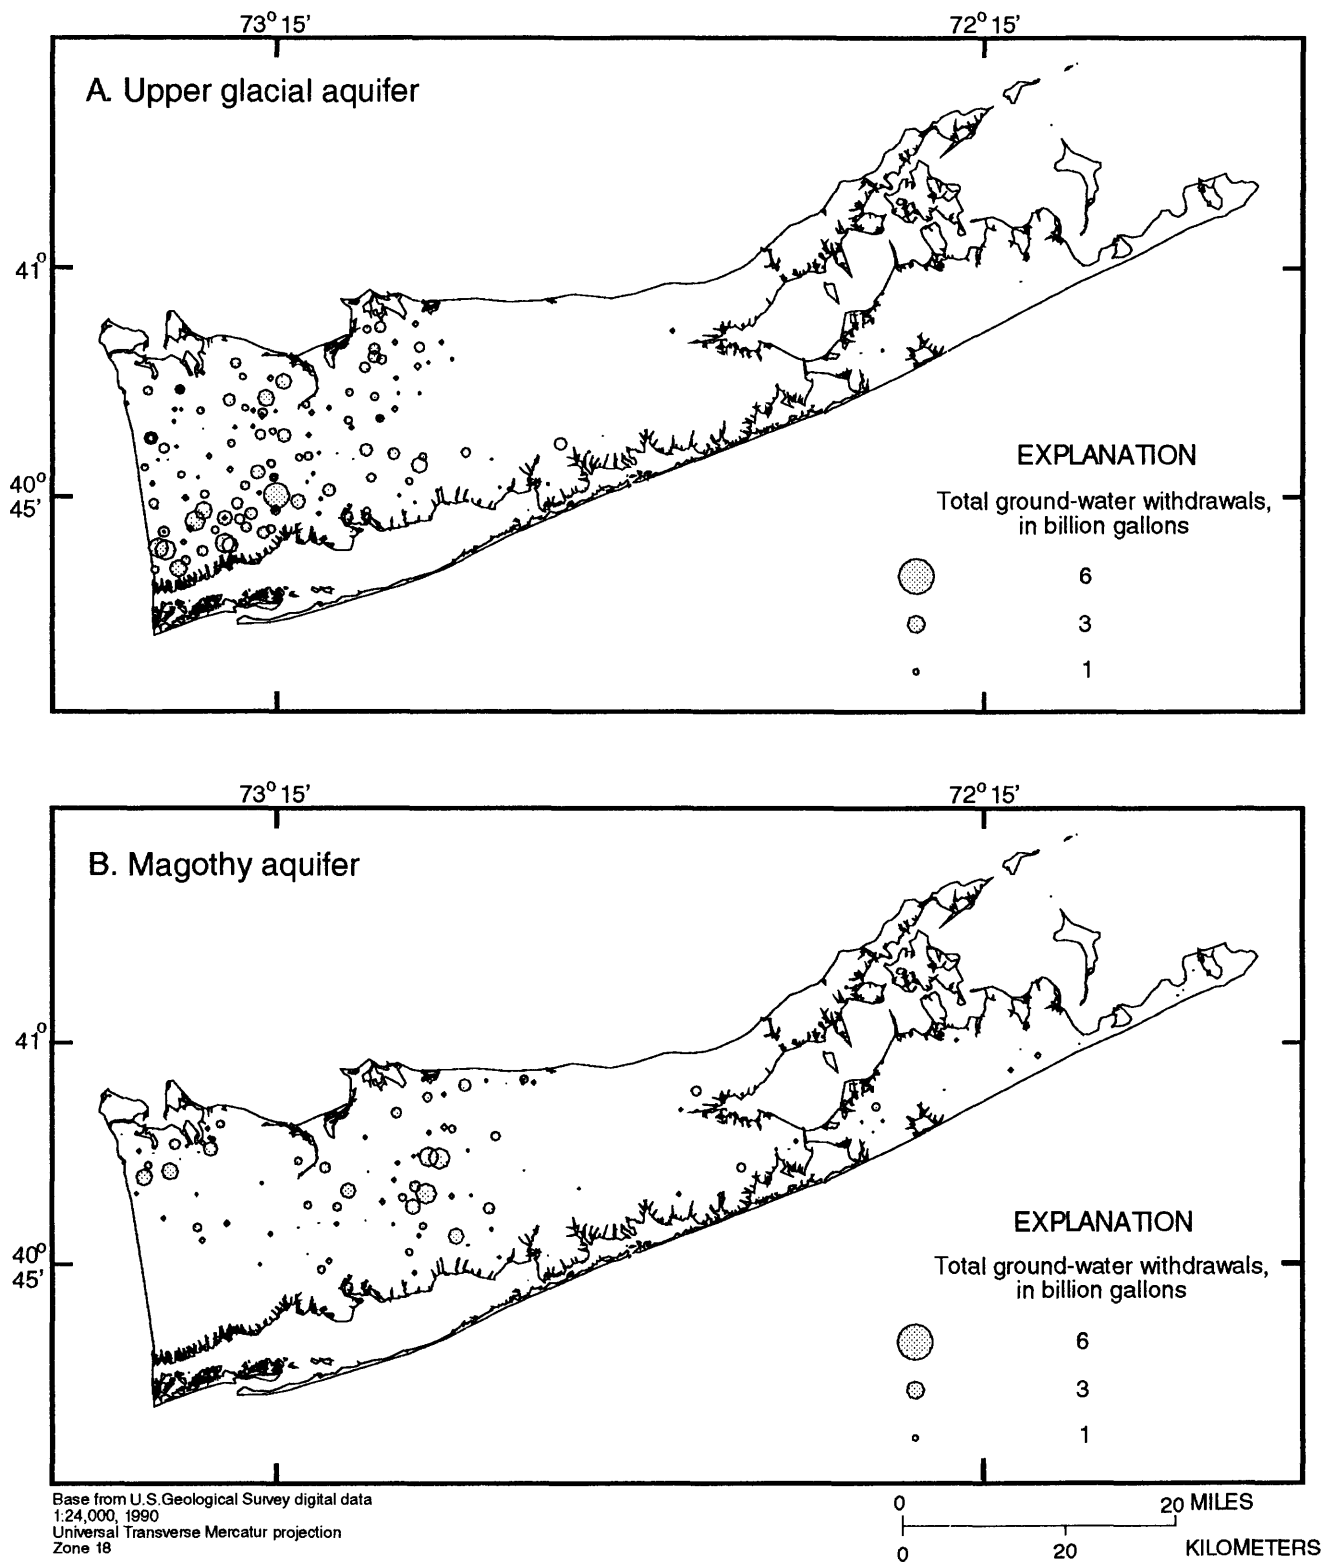 73° 15'
72° 15'
A. Upper glacial aquifer
41°
40°
45'
EXPLANATION
Total ground-water withdrawals,
in billion gallons
6
3
1
73° 15'
72° 15'
B. Magothy aquifer
41°
40°
45'
EXPLANATION
Total ground-water withdrawals,
in billion gallons
6
3
1
Base from U.S.Geological Survey digital data
1:24,000, 1990
Universal Transverse Mercatur projection
Zone 18
0 20 MILES
0 20 KILOMETERS